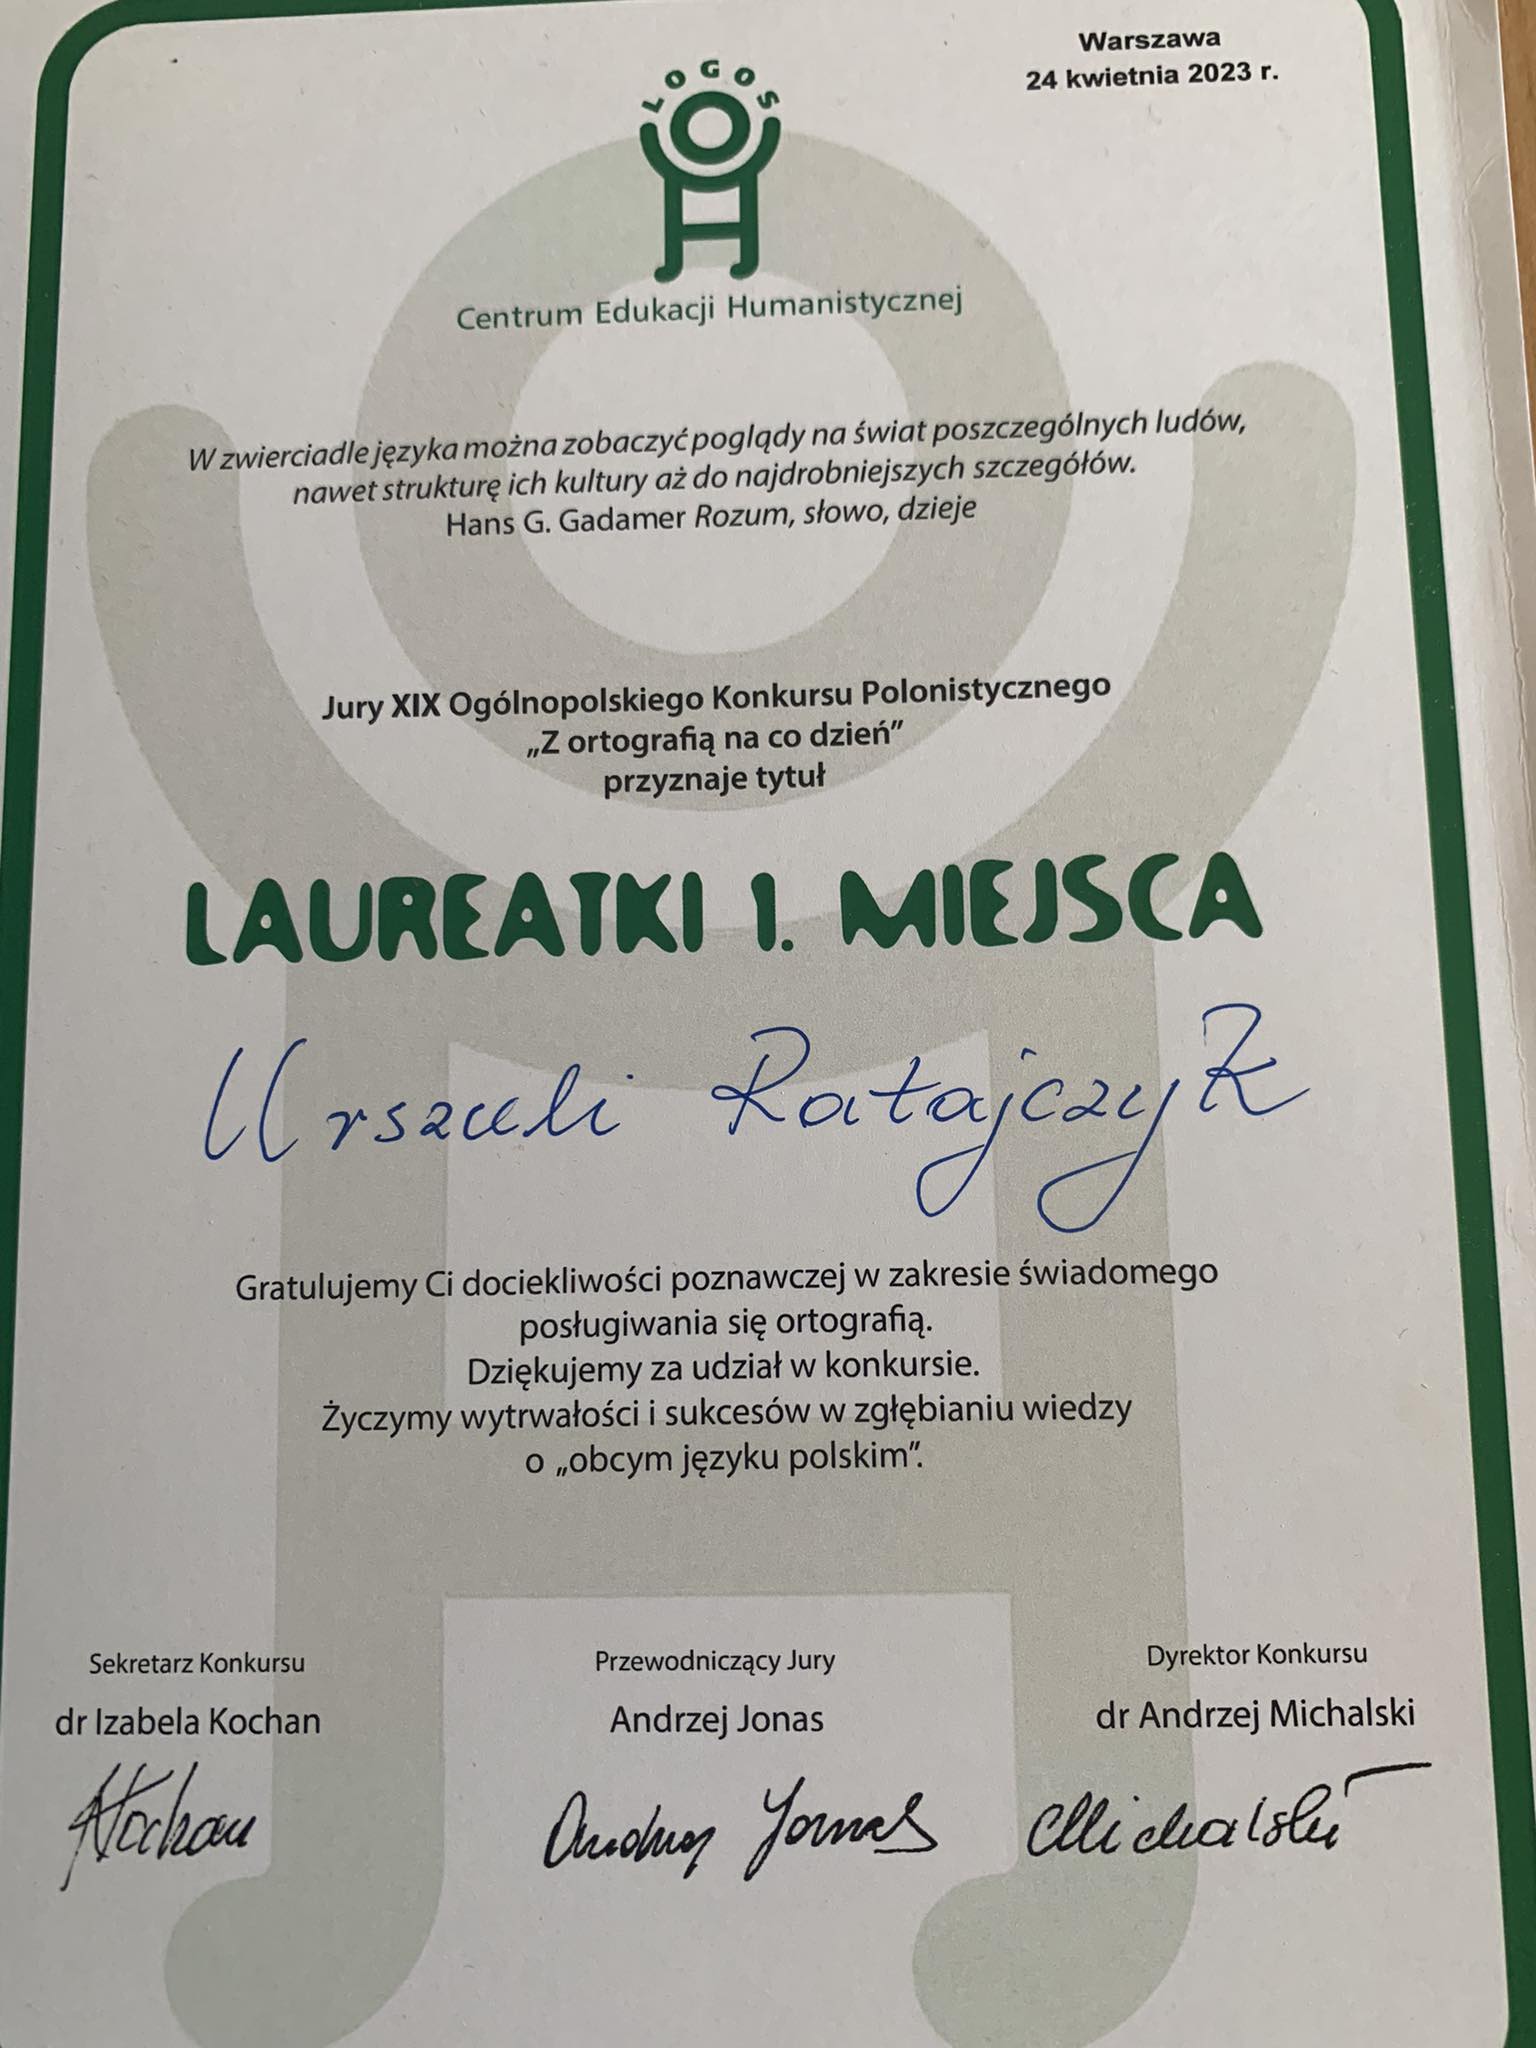 Warszawa
24 kwietnia 2023 r.
LOGOS
Centrum Edukacji Humanistycznej
W zwierciadle języka można zobaczyć poglądy na świat poszczególnych ludów,
nawet strukturę ich kultury aż do najdrobniejszych szczegółów.
Hans G. Gadamer Rozum, słowo, dzieje
Jury XIX Ogólnopolskiego Konkursu Polonistycznego
„Z ortografią na co dzień”
przyznaje tytuł
LAUREATKI 1. MIEJSCA
Urszuli Ratajczyk
Gratulujemy Ci dociekliwości poznawczej w zakresie świadomego
posługiwania się ortografią.
Dziękujemy za udział w konkursie.
Życzymy wytrwałości i sukcesów w zgłębianiu wiedzy
o „obcym języku polskim”.
Sekretarz Konkursu Przewodniczący Jury Dyrektor Konkursu
dr Izabela Kochan Andrzej Jonas dr Andrzej Michalski
Kochan Andrzej Jonas Michalski